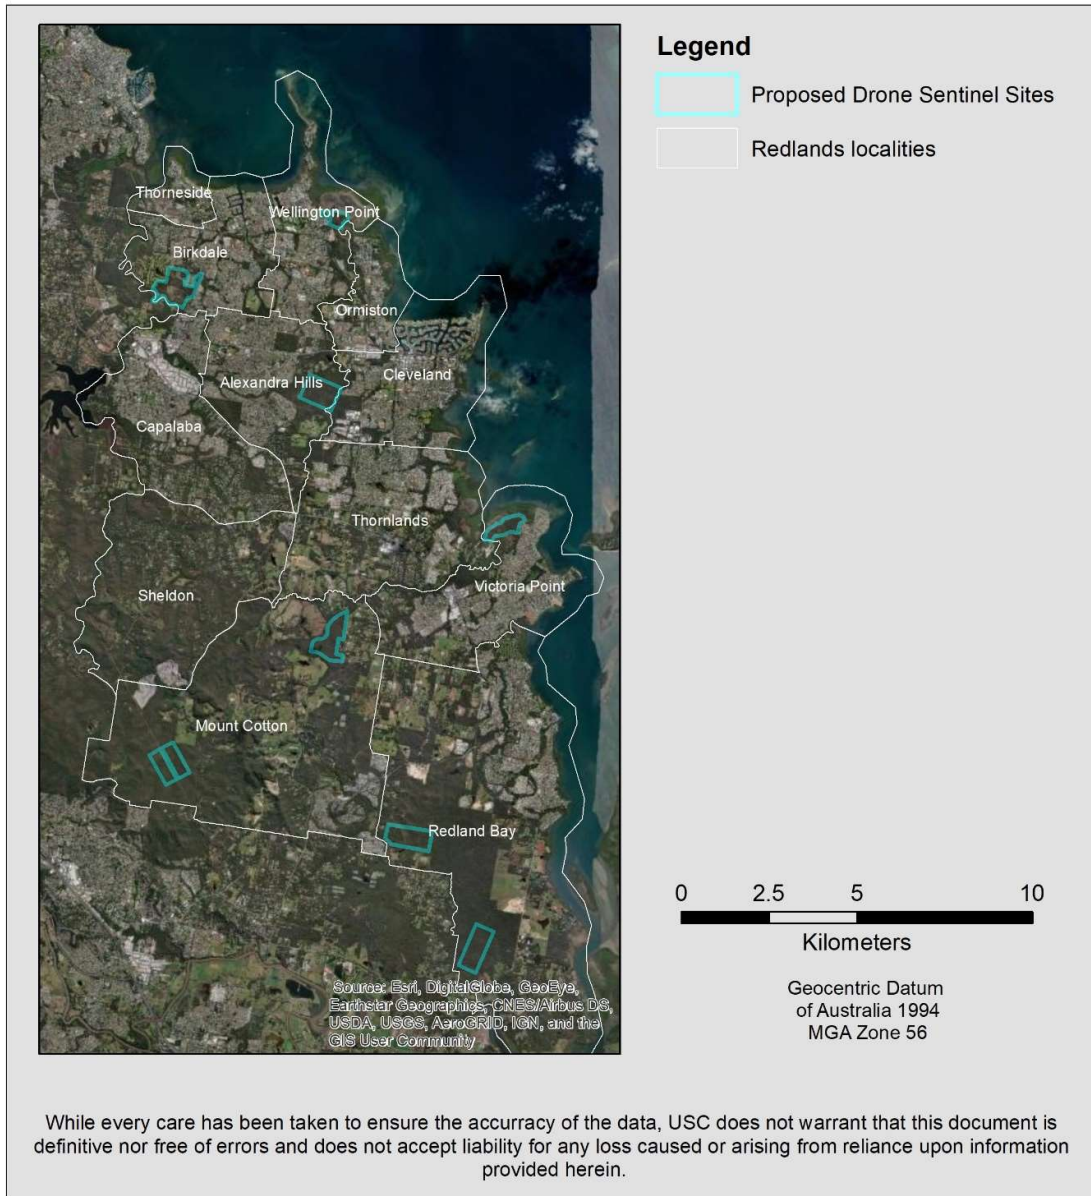 Legend
Proposed Drone Sentinel Sites
Redlands localities
Thorneside
Wellington Point
Birkdale
Ormiston
Cleveland
Alexandra Hills
Capalaba
Thornlands
Victoria Point
Sheldon
Mount Cotton
Redland Bay
0 2.5 5 10
Kilometers
Geocentric Datum
of Australia 1994
MGA Zone 56
Source: Esri, DigitalGlobe, GeoEye,
Earthstar Geographics, CNES/Airbus DS,
USDA, USGS, AeroGRID, IGN, and the
GIS User Community
While every care has been taken to ensure the accurracy of the data, USC does not warrant that this document is
definitive nor free of errors and does not accept liability for any loss caused or arising from reliance upon information
provided herein.